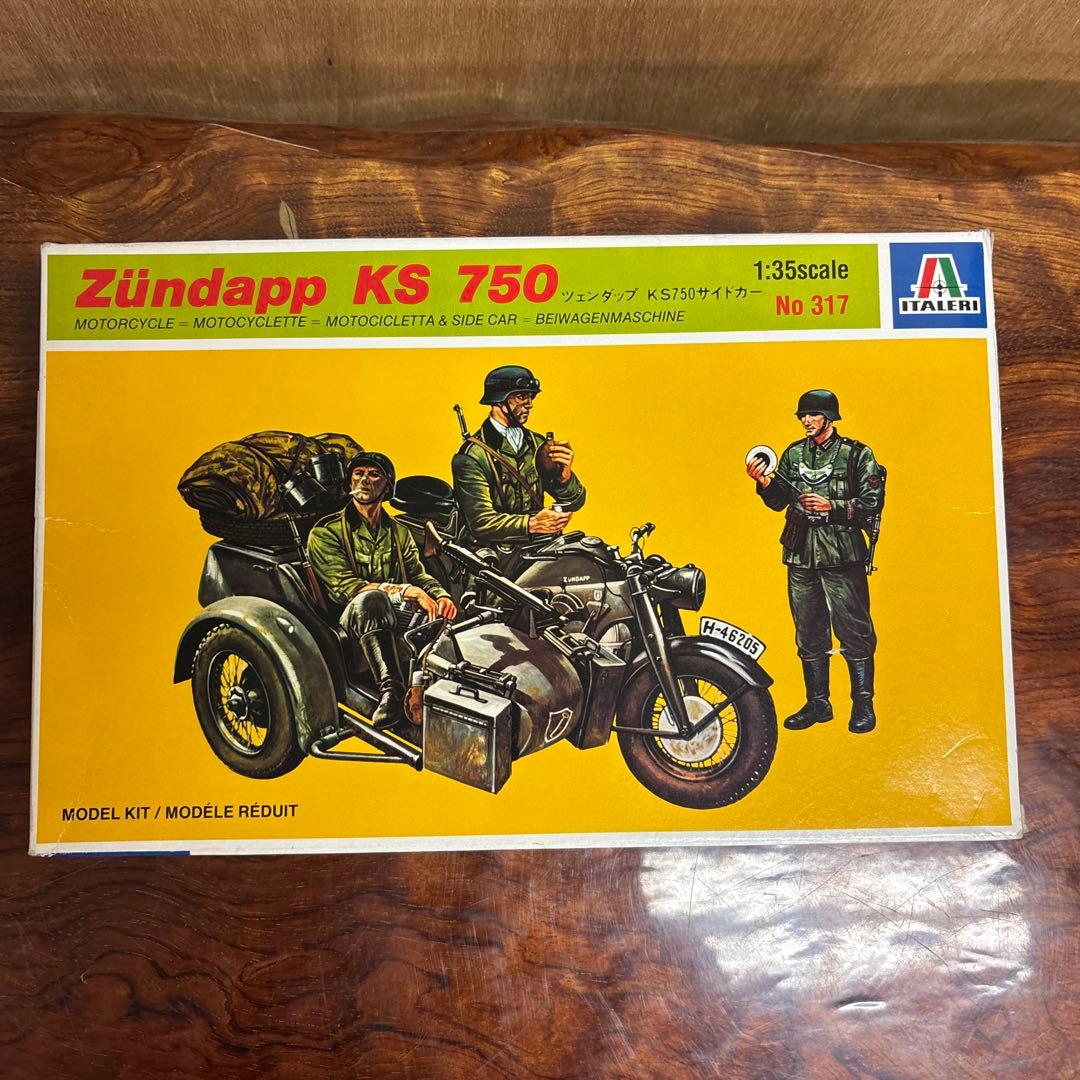 Zündapp KS 750 ツェンダップ KS750サイドカー
MOTORCYCLE = MOTOCYCLETTE = MOTOCICLETTA & SIDE CAR = BEIWAGENMASCHINE
1:35scale
No 317
ITALERI
ZUNDAPP
H-46205
MODEL KIT / MODÉLE RÉDUIT